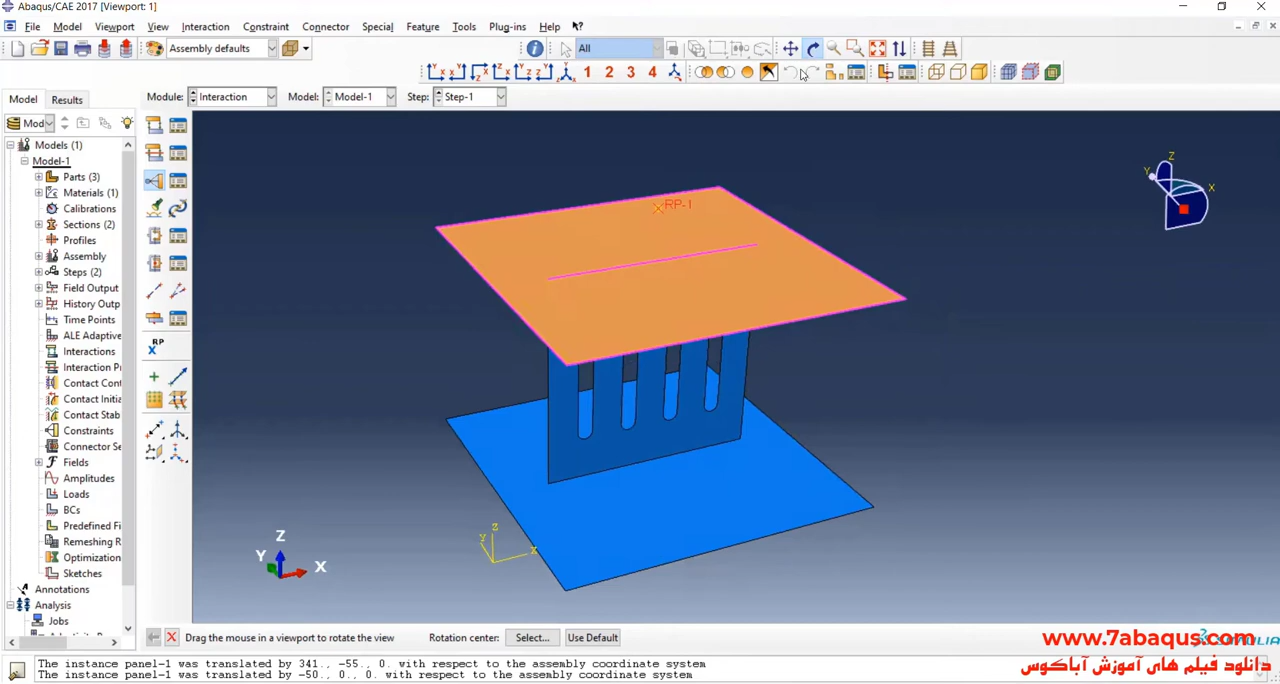 Abaqus/CAE 2017 [Viewport: 1]
File Model Viewport View Interaction Constraint Connector Special Feature Tools Plug-ins Help
Assembly defaults All
1 2 3 4
Model Results Module: Interaction Model: Model-1 Step: Step-1
Mod
Models (1)
Model-1
Parts (3)
Materials (1)
Calibrations
Sections (2)
Profiles
Assembly
Steps (2)
Field Output
History Outp
Time Points
ALE Adaptive
Interactions
Interaction P
Contact Cont
Contact Initia
Contact Stab
Constraints
Connector Se
Fields
Amplitudes
Loads
BCs
Predefined Fi
Remeshing R
Optimization
Sketches
Annotations
Analysis
Jobs
RP
RP-1
Z
Y
X
z
y
x
Z
Y
X
Drag the mouse in a viewport to rotate the view Rotation center: Select... Use Default
www.7abaqus.com
دانلود فیلم های آموزش آباکوس
The instance panel-1 was translated by 341., -55., 0. with respect to the assembly coordinate system
The instance panel-1 was translated by -50., 0., 0. with respect to the assembly coordinate system